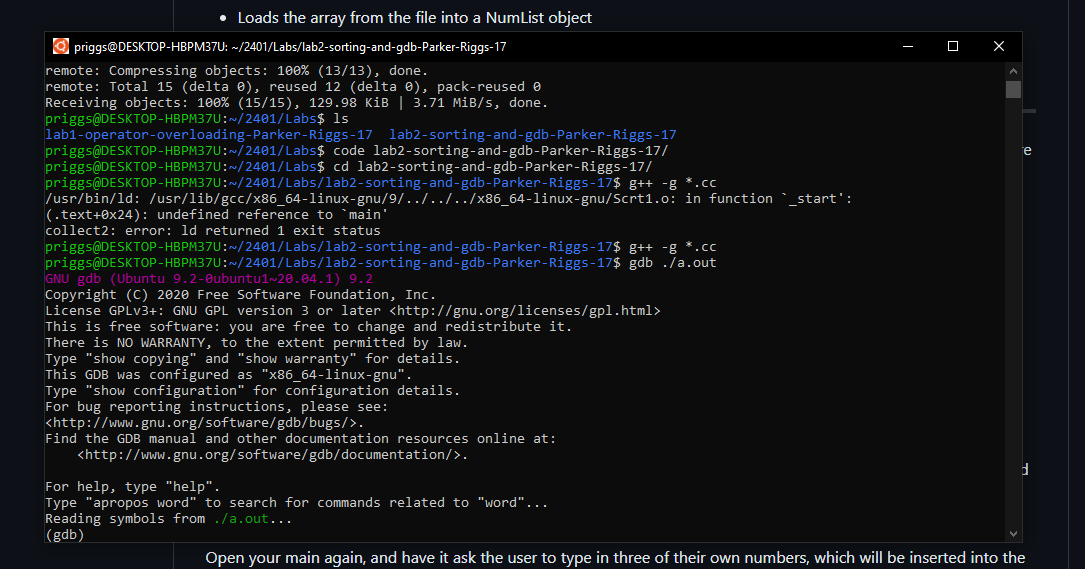 Loads the array from the file into a NumList object
priggs@DESKTOP-HBPM37U: ~/2401/Labs/lab2-sorting-and-gdb-Parker-Riggs-17
remote: Compressing objects: 100% (13/13), done.
remote: Total 15 (delta 0), reused 12 (delta 0), pack-reused 0
Receiving objects: 100% (15/15), 129.98 KiB | 3.71 MiB/s, done.
priggs@DESKTOP-HBPM37U:~/2401/Labs$ ls
lab1-operator-overloading-Parker-Riggs-17  lab2-sorting-and-gdb-Parker-Riggs-17
priggs@DESKTOP-HBPM37U:~/2401/Labs$ code lab2-sorting-and-gdb-Parker-Riggs-17/
re
priggs@DESKTOP-HBPM37U:~/2401/Labs$ cd lab2-sorting-and-gdb-Parker-Riggs-17/
priggs@DESKTOP-HBPM37U:~/2401/Labs/lab2-sorting-and-gdb-Parker-Riggs-17$ g++ -g *.cc
/usr/bin/ld: /usr/lib/gcc/x86_64-linux-gnu/9/../../../x86_64-linux-gnu/Scrt1.o: in function `_start':
(.text+0x24): undefined reference to `main'
collect2: error: ld returned 1 exit status
priggs@DESKTOP-HBPM37U:~/2401/Labs/lab2-sorting-and-gdb-Parker-Riggs-17$ g++ -g *.cc
priggs@DESKTOP-HBPM37U:~/2401/Labs/lab2-sorting-and-gdb-Parker-Riggs-17$ gdb ./a.out
GNU gdb (Ubuntu 9.2-0ubuntu1~20.04.1) 9.2
Copyright (C) 2020 Free Software Foundation, Inc.
License GPLv3+: GNU GPL version 3 or later <http://gnu.org/licenses/gpl.html>
This is free software: you are free to change and redistribute it.
There is NO WARRANTY, to the extent permitted by law.
Type "show copying" and "show warranty" for details.
This GDB was configured as "x86_64-linux-gnu".
Type "show configuration" for configuration details.
For bug reporting instructions, please see:
<http://www.gnu.org/software/gdb/bugs/>.
Find the GDB manual and other documentation resources online at:
    <http://www.gnu.org/software/gdb/documentation/>.
d
For help, type "help".
Type "apropos word" to search for commands related to "word"...
Reading symbols from ./a.out...
(gdb)
Open your main again, and have it ask the user to type in three of their own numbers, which will be inserted into the